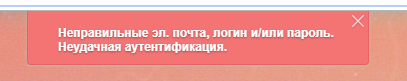 Неправильные эл. почта, логин и/или пароль.
Неудачная аутентификация.